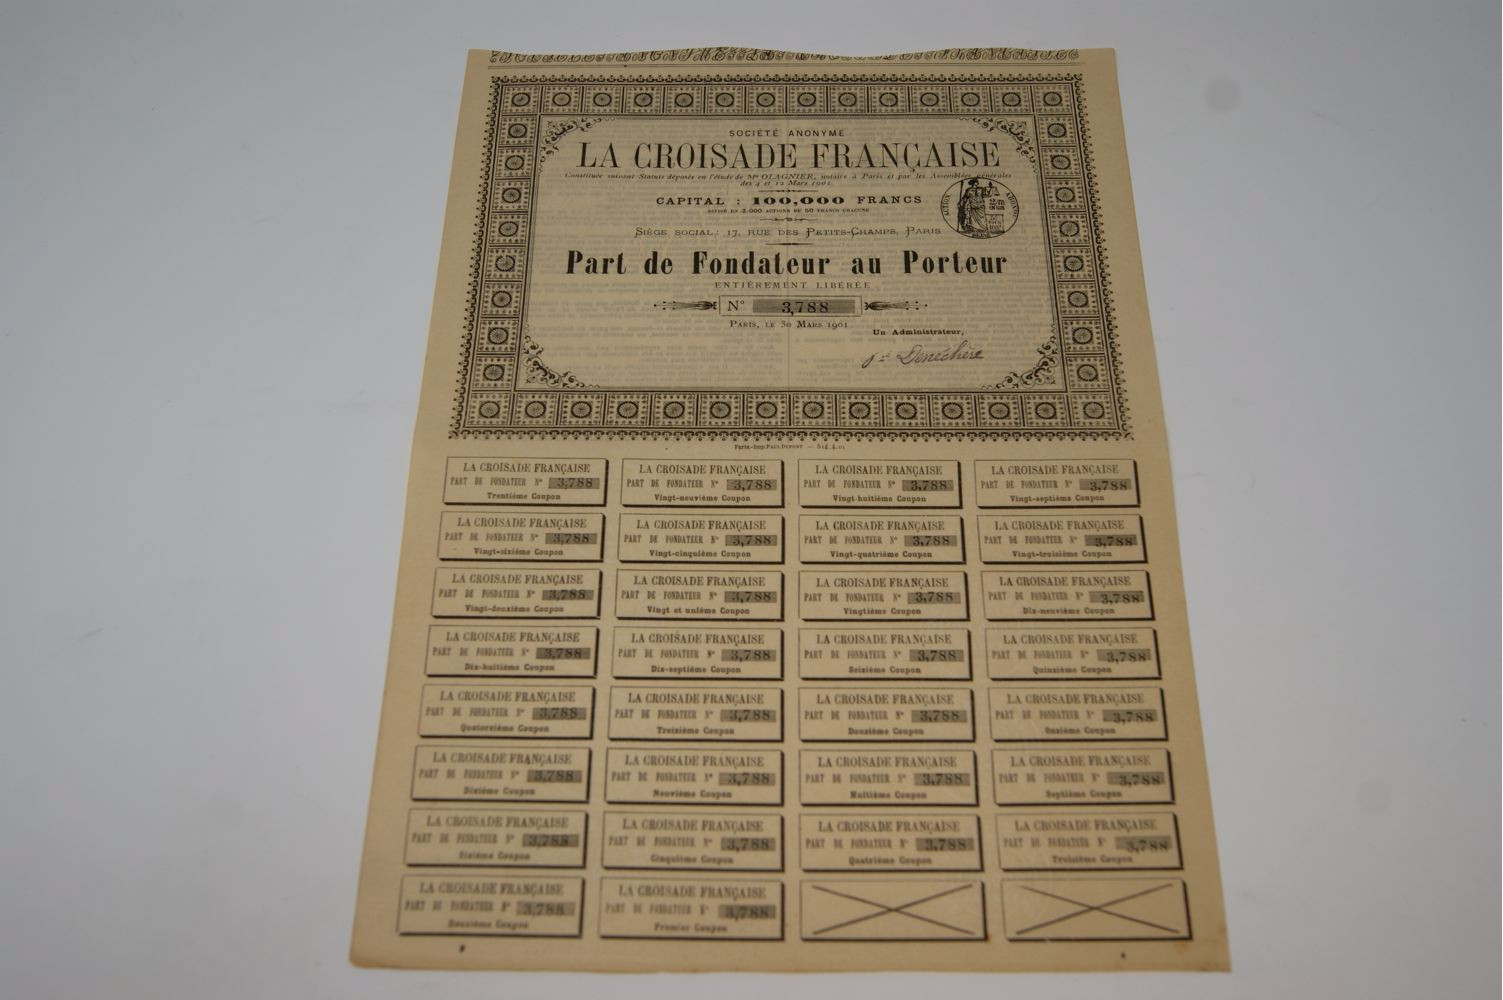 SOCIÉTÉ ANONYME
LA CROISADE FRANÇAISE
Constituée suivant Statuts déposés en l'étude de Me OLAGNIER, notaire à Paris et par les Assemblées générales
des 4 et 12 Mars 1901
CAPITAL : 100,000 FRANCS
DIVISÉ EN 2.000 ACTIONS DE 50 FRANCS CHACUNE
SIÈGE SOCIAL : 17, RUE DES PETITS-CHAMPS, PARIS
Part de Fondateur au Porteur
ENTIÈREMENT LIBÉRÉE
N° 3,788
PARIS, LE 30 MARS 1901
Un Administrateur,
Denéchère
Paris.-Imp. PAUL DUPONT
LA CROISADE FRANÇAISE
PART DE FONDATEUR N° 3,788
Trentième Coupon
LA CROISADE FRANÇAISE
PART DE FONDATEUR N° 3,788
Vingt-neuvième Coupon
LA CROISADE FRANÇAISE
PART DE FONDATEUR N° 3,788
Vingt-huitième Coupon
LA CROISADE FRANÇAISE
PART DE FONDATEUR N° 3,788
Vingt-septième Coupon
LA CROISADE FRANÇAISE
PART DE FONDATEUR N° 3,788
Vingt-sixième Coupon
LA CROISADE FRANÇAISE
PART DE FONDATEUR N° 3,788
Vingt-cinquième Coupon
LA CROISADE FRANÇAISE
PART DE FONDATEUR N° 3,788
Vingt-quatrième Coupon
LA CROISADE FRANÇAISE
PART DE FONDATEUR N° 3,788
Vingt-troisième Coupon
LA CROISADE FRANÇAISE
PART DE FONDATEUR N° 3,788
Vingt-deuxième Coupon
LA CROISADE FRANÇAISE
PART DE FONDATEUR N° 3,788
Vingt et unième Coupon
LA CROISADE FRANÇAISE
PART DE FONDATEUR N° 3,788
Vingtième Coupon
LA CROISADE FRANÇAISE
PART DE FONDATEUR N° 3,788
Dix-neuvième Coupon
LA CROISADE FRANÇAISE
PART DE FONDATEUR N° 3,788
Dix-huitième Coupon
LA CROISADE FRANÇAISE
PART DE FONDATEUR N° 3,788
Dix-septième Coupon
LA CROISADE FRANÇAISE
PART DE FONDATEUR N° 3,788
Seizième Coupon
LA CROISADE FRANÇAISE
PART DE FONDATEUR N° 3,788
Quinzième Coupon
LA CROISADE FRANÇAISE
PART DE FONDATEUR N° 3,788
Quatorzième Coupon
LA CROISADE FRANÇAISE
PART DE FONDATEUR N° 3,788
Treizième Coupon
LA CROISADE FRANÇAISE
PART DE FONDATEUR N° 3,788
Douzième Coupon
LA CROISADE FRANÇAISE
PART DE FONDATEUR N° 3,788
Onzième Coupon
LA CROISADE FRANÇAISE
PART DE FONDATEUR N° 3,788
Dixième Coupon
LA CROISADE FRANÇAISE
PART DE FONDATEUR N° 3,788
Neuvième Coupon
LA CROISADE FRANÇAISE
PART DE FONDATEUR N° 3,788
Huitième Coupon
LA CROISADE FRANÇAISE
PART DE FONDATEUR N° 3,788
Septième Coupon
LA CROISADE FRANÇAISE
PART DE FONDATEUR N° 3,788
Sixième Coupon
LA CROISADE FRANÇAISE
PART DE FONDATEUR N° 3,788
Cinquième Coupon
LA CROISADE FRANÇAISE
PART DE FONDATEUR N° 3,788
Quatrième Coupon
LA CROISADE FRANÇAISE
PART DE FONDATEUR N° 3,788
Troisième Coupon
LA CROISADE FRANÇAISE
PART DE FONDATEUR N° 3,788
Deuxième Coupon
LA CROISADE FRANÇAISE
PART DE FONDATEUR N° 3,788
Premier Coupon